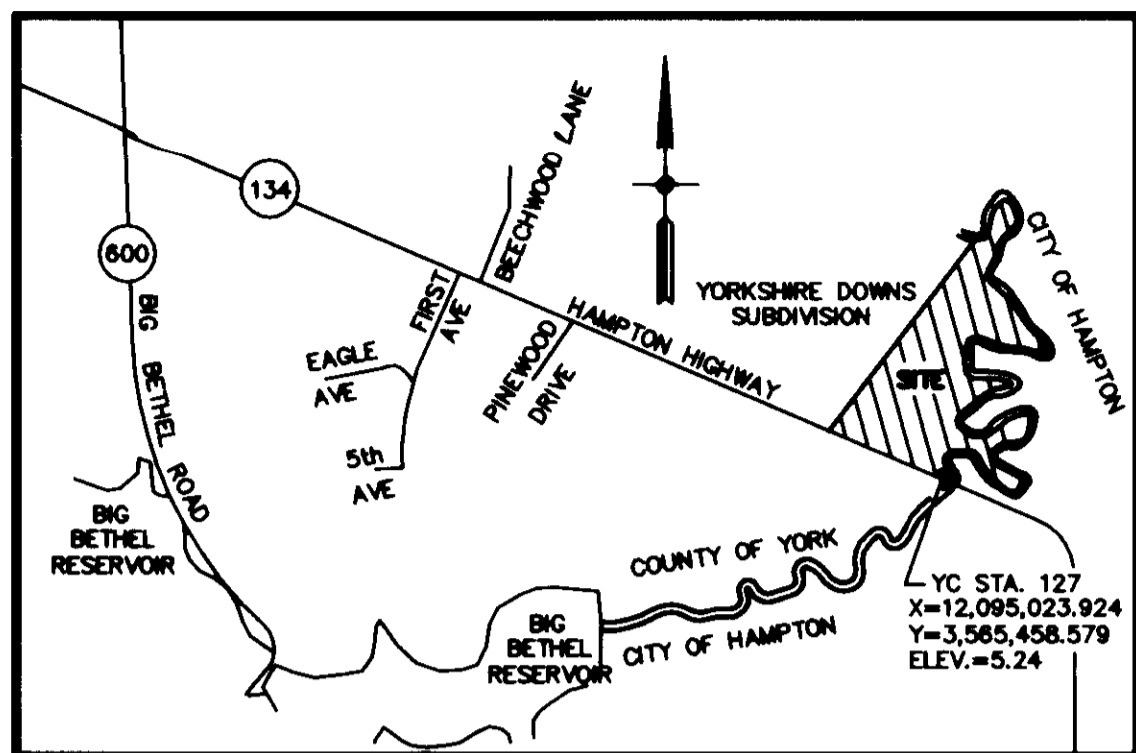 BEECHWOOD LANE
134
600
FIRST
AVE
YORKSHIRE DOWNS
SUBDIVISION
CITY OF HAMPTON
HAMPTON HIGHWAY
BIG BETHEL ROAD
EAGLE
AVE
PINEWOOD
DRIVE
SITE
5th
AVE
BIG
BETHEL
RESERVOIR
COUNTY OF YORK
CITY OF HAMPTON
BIG
BETHEL
RESERVOIR
YC STA. 127
X=12,095,023.924
Y=3,565,458.579
ELEV.=5.24